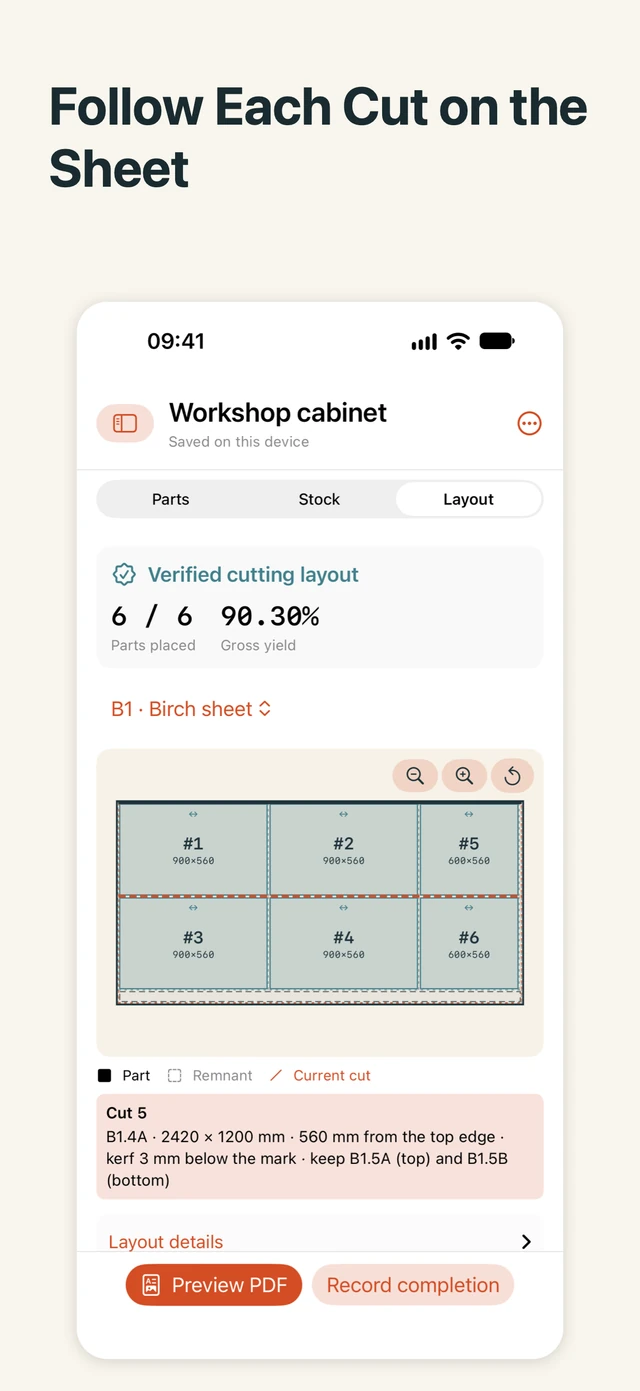 Follow Each Cut on the
Sheet
09:41
Workshop cabinet
Saved on this device
Parts
Stock
Layout
Verified cutting layout
6 / 6
90.30%
Parts placed
Gross yield
B1 · Birch sheet
#1
900×560
#2
900×560
#5
600×560
#3
900×560
#4
900×560
#6
600×560
Part
Remnant
Current cut
Cut 5
B1.4A · 2420 × 1200 mm · 560 mm from the top edge ·
kerf 3 mm below the mark · keep B1.5A (top) and B1.5B
(bottom)
Layout details
Preview PDF
Record completion